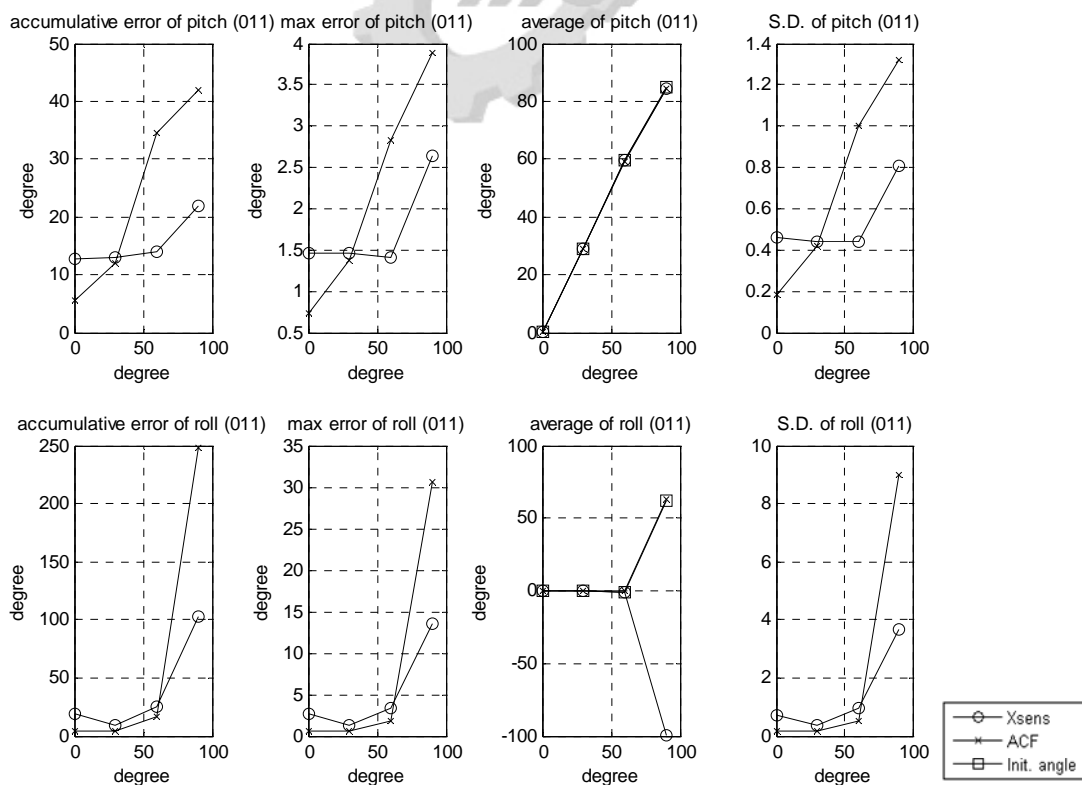 accumulative error of pitch (011)
max error of pitch (011)
average of pitch (011)
S.D. of pitch (011)
50
40
30
20
10
0
degree
0 50 100
degree
4
3.5
3
2.5
2
1.5
1
0.5
degree
0 50 100
degree
100
80
60
40
20
0
degree
0 50 100
degree
1.4
1.2
1
0.8
0.6
0.4
0.2
0
degree
0 50 100
degree
accumulative error of roll (011)
max error of roll (011)
average of roll (011)
S.D. of roll (011)
250
200
150
100
50
0
degree
0 50 100
degree
35
30
25
20
15
10
5
0
degree
0 50 100
degree
100
50
0
-50
-100
degree
0 50 100
degree
10
8
6
4
2
0
degree
0 50 100
degree
Xsens
ACF
Init. angle